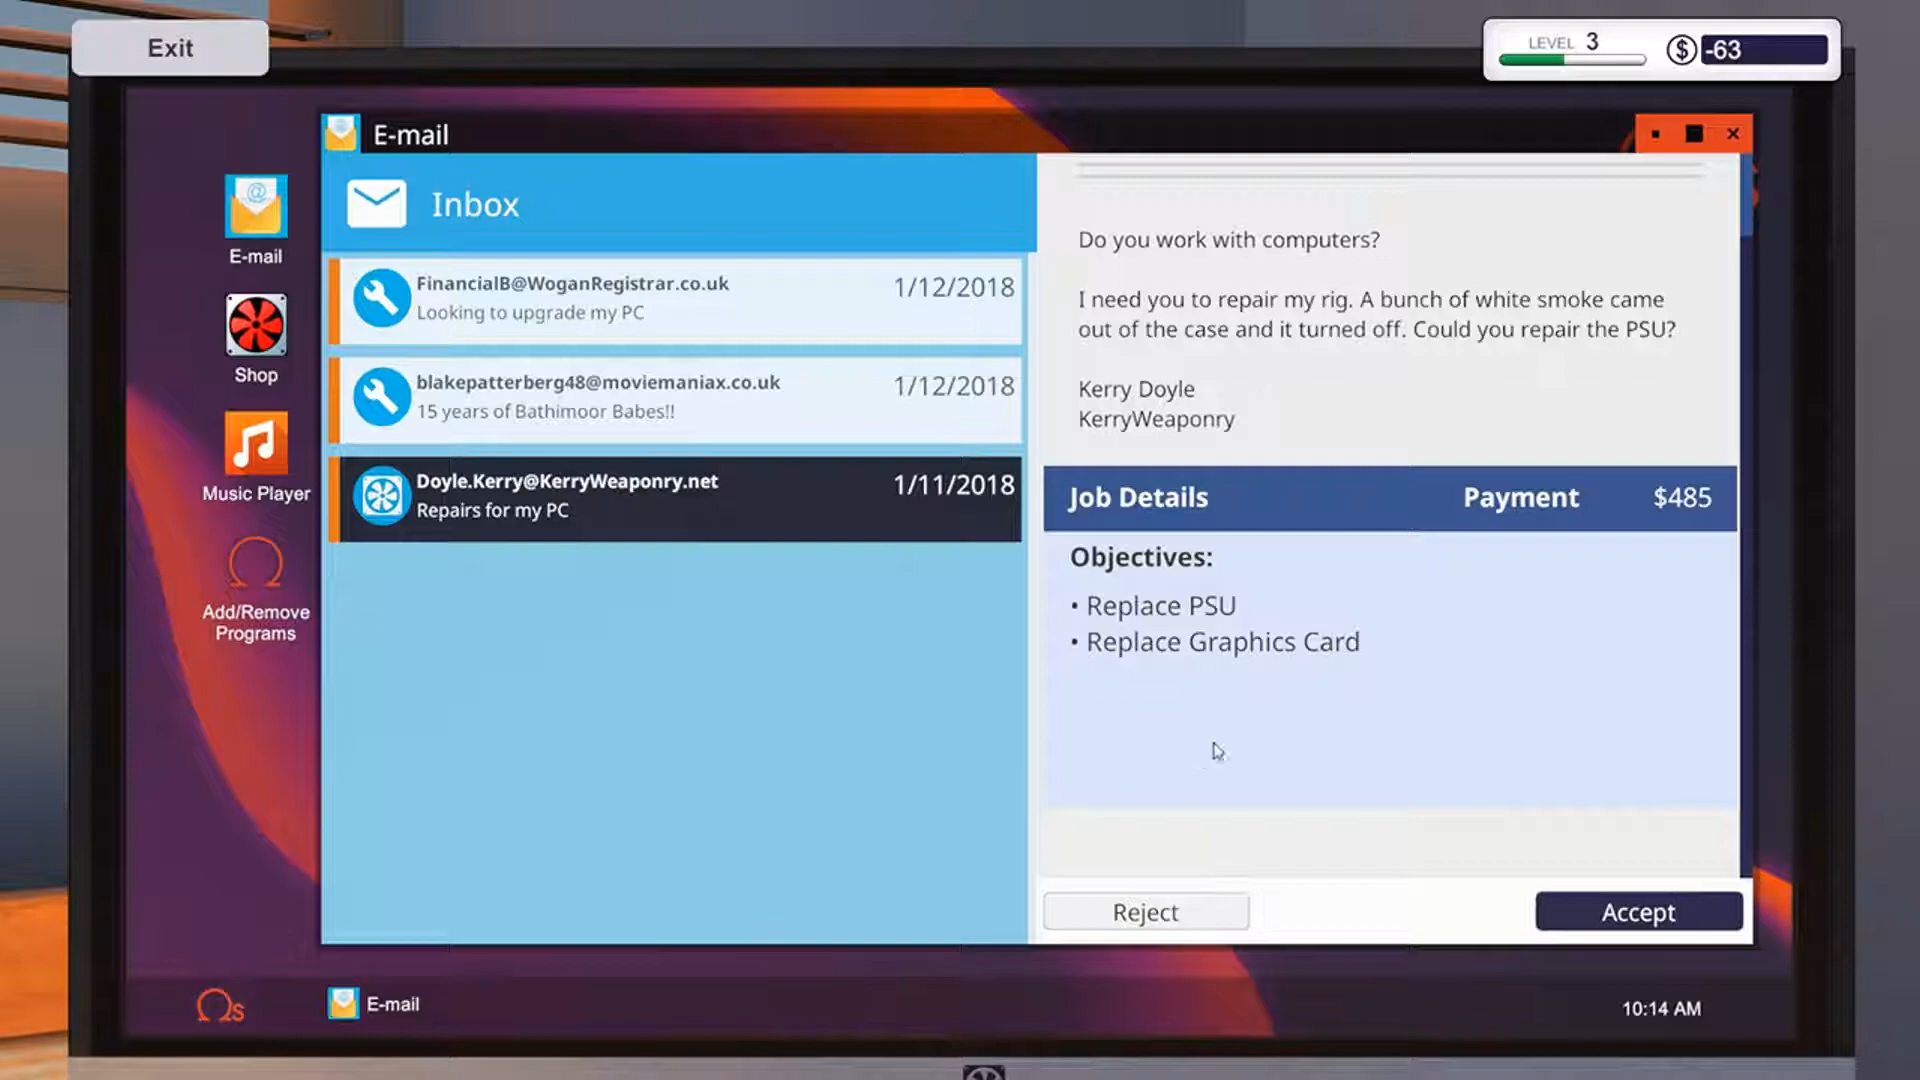 Exit
LEVEL 3
$ -63
E-mail
Inbox
E-mail
Shop
Music Player
Add/Remove
Programs
FinancialB@WoganRegistrar.co.uk
1/12/2018
Looking to upgrade my PC
blakepatterberg48@moviemaniax.co.uk
1/12/2018
15 years of Bathimoor Babes!!
Doyle.Kerry@KerryWeaponry.net
1/11/2018
Repairs for my PC
Do you work with computers?
I need you to repair my rig. A bunch of white smoke came
out of the case and it turned off. Could you repair the PSU?
Kerry Doyle
KerryWeaponry
Job Details
Payment
$485
Objectives:
• Replace PSU
• Replace Graphics Card
Reject
Accept
Ωs
E-mail
10:14 AM